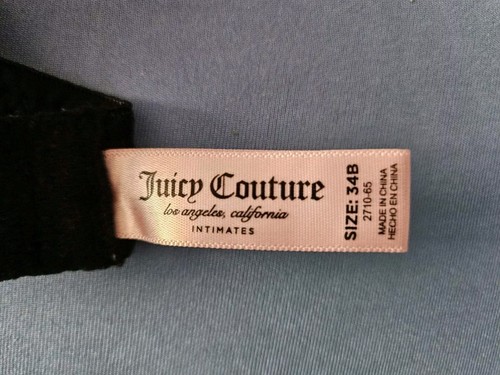 Juicy Couture
los angeles, california
INTIMATES
SIZE: 34B
2710-65
MADE IN CHINA
HECHO EN CHINA